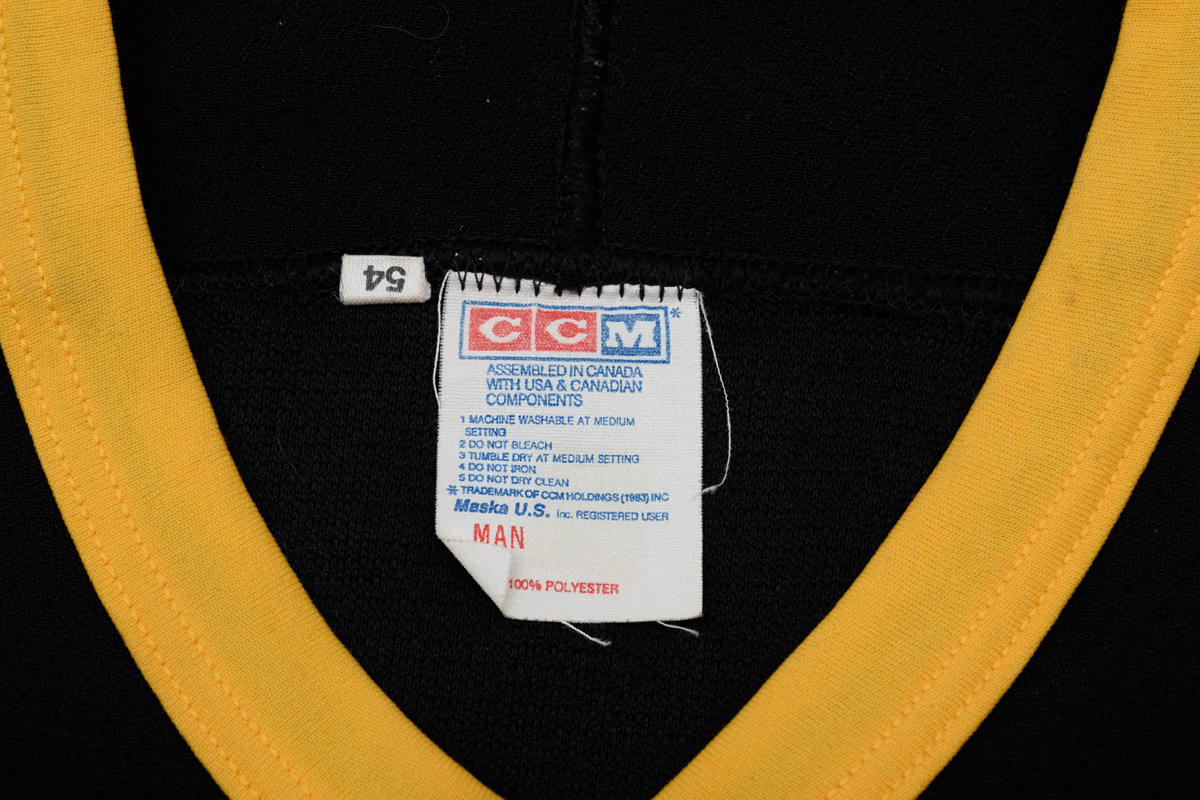 54
CCM*
ASSEMBLED IN CANADA
WITH USA & CANADIAN
COMPONENTS
1 MACHINE WASHABLE AT MEDIUM
SETTING
2 DO NOT BLEACH
3 TUMBLE DRY AT MEDIUM SETTING
4 DO NOT IRON
5 DO NOT DRY CLEAN
* TRADEMARK OF CCM HOLDINGS (1983) INC
Maska U.S. Inc. REGISTERED USER
MAN
100% POLYESTER